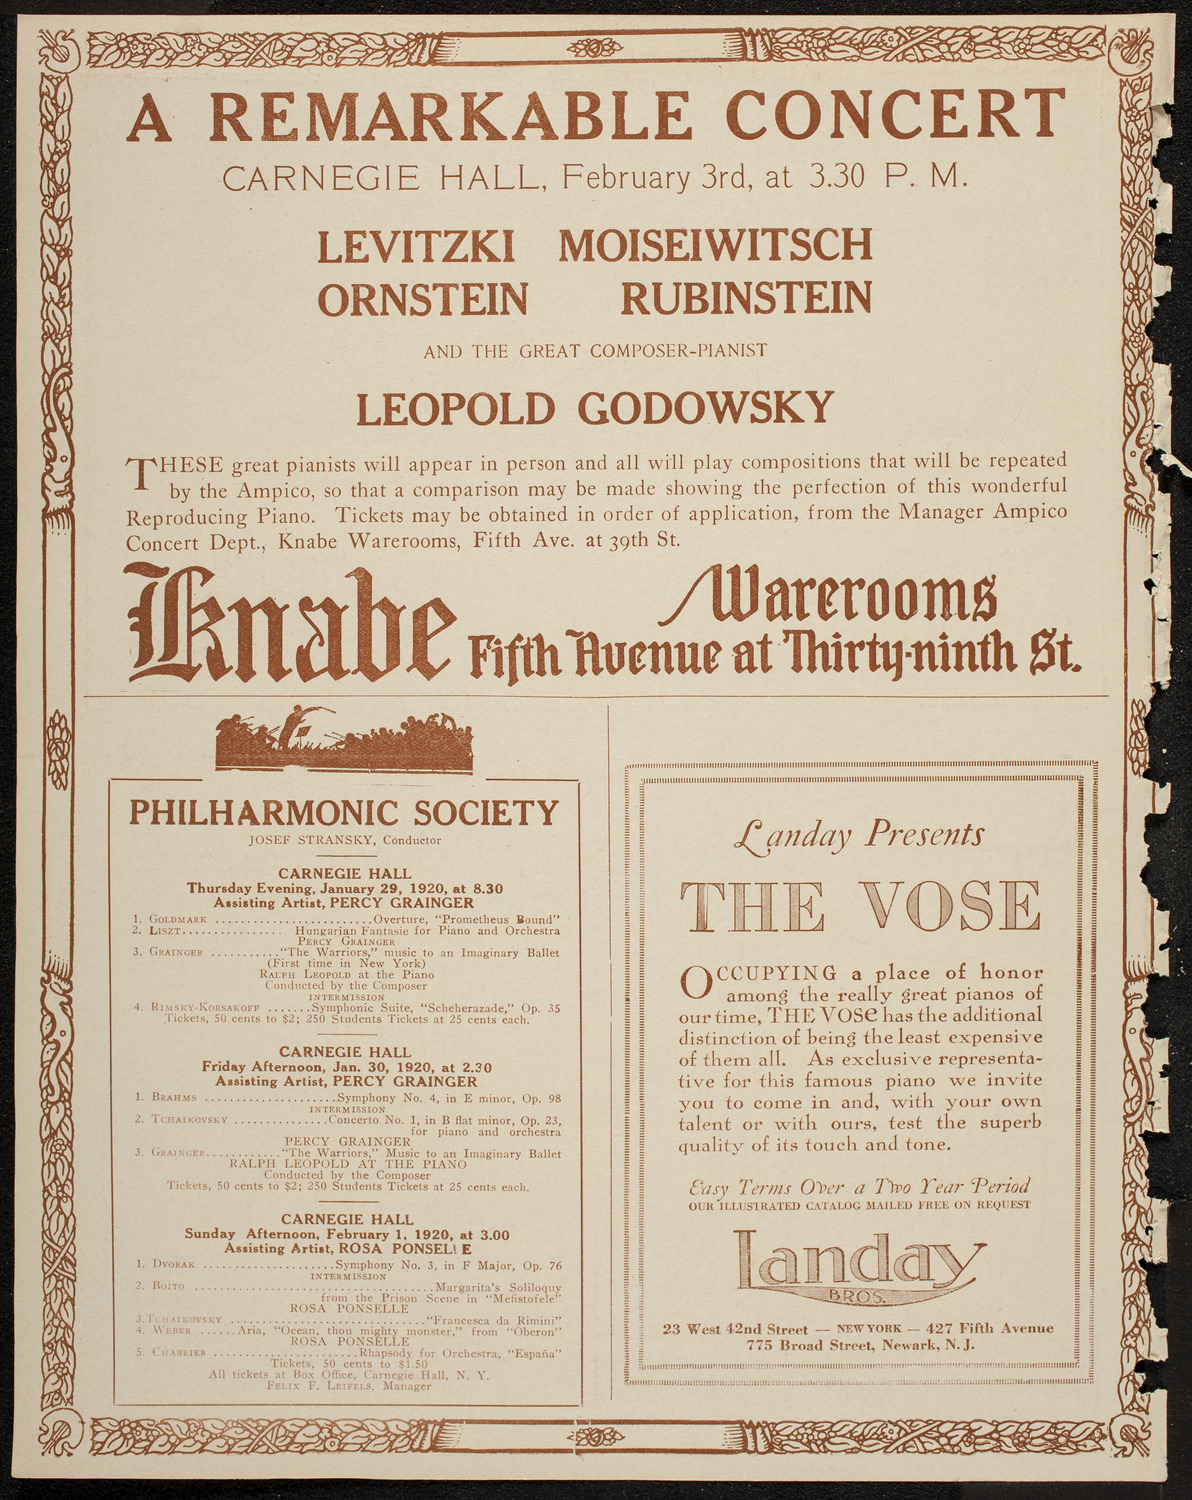 A REMARKABLE CONCERT
CARNEGIE HALL, February 3rd, at 3.30 P. M.
LEVITZKI MOISEIWITSCH
ORNSTEIN RUBINSTEIN
AND THE GREAT COMPOSER-PIANIST
LEOPOLD GODOWSKY
THESE great pianists will appear in person and all will play compositions that will be repeated
by the Ampico, so that a comparison may be made showing the perfection of this wonderful
Reproducing Piano. Tickets may be obtained in order of application, from the Manager Ampico
Concert Dept., Knabe Warerooms, Fifth Ave. at 39th St.
Knabe Warerooms
Fifth Avenue at Thirty-ninth St.
PHILHARMONIC SOCIETY
JOSEF STRANSKY, Conductor
CARNEGIE HALL
Thursday Evening, January 29, 1920, at 8.30
Assisting Artist, PERCY GRAINGER
1. GOLDMARK .........................Overture, "Prometheus Bound"
2. LISZT................ Hungarian Fantasie for Piano and Orchestra
PERCY GRAINGER
3. GRAINGER ..........."The Warriors," music to an Imaginary Ballet
(First time in New York)
RALPH LEOPOLD at the Piano
Conducted by the Composer
INTERMISSION
4. RIMSKY-KORSAKOFF .......Symphonic Suite, "Scheherazade," Op. 35
Tickets, 50 cents to $2; 250 Students Tickets at 25 cents each.
CARNEGIE HALL
Friday Afternoon, Jan. 30, 1920, at 2.30
Assisting Artist, PERCY GRAINGER
1. BRAHMS .....................Symphony No. 4, in E minor, Op. 98
INTERMISSION
2. TCHAIKOVSKY ...............Concerto No. 1, in B flat minor, Op. 23,
for piano and orchestra
PERCY GRAINGER
3. GRAINGER............"The Warriors," Music to an Imaginary Ballet
RALPH LEOPOLD AT THE PIANO
Conducted by the Composer
Tickets, 50 cents to $2; 250 Students Tickets at 25 cents each.
CARNEGIE HALL
Sunday Afternoon, February 1, 1920, at 3.00
Assisting Artist, ROSA PONSELLE
1. DVORAK .....................Symphony No. 3, in F Major, Op. 76
INTERMISSION
2. BOITO ......................................Margarita's Soliloquy
from the Prison Scene in "Mefistofele"
ROSA PONSELLE
3. TCHAIKOVSKY ..............................."Francesca da Rimini"
4. WEBER ......Aria, "Ocean, thou mighty monster," from "Oberon"
ROSA PONSELLE
5. CHABRIER .......................Rhapsody for Orchestra, "España"
Tickets, 50 cents to $1.50
All tickets at Box Office, Carnegie Hall, N. Y.
FELIX F. LEIFELS, Manager
Landay Presents
THE VOSE
OCCUPYING a place of honor
among the really great pianos of
our time, THE VOSE has the additional
distinction of being the least expensive
of them all. As exclusive representa-
tive for this famous piano we invite
you to come in and, with your own
talent or with ours, test the superb
quality of its touch and tone.
Easy Terms Over a Two Year Period
OUR ILLUSTRATED CATALOG MAILED FREE ON REQUEST
Landay
BROS.
23 West 42nd Street — NEW YORK — 427 Fifth Avenue
775 Broad Street, Newark, N. J.